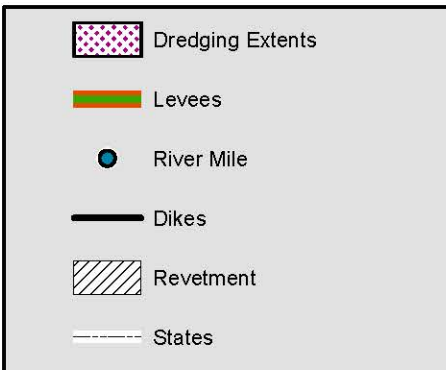 Dredging Extents
Levees
River Mile
Dikes
Revetment
States